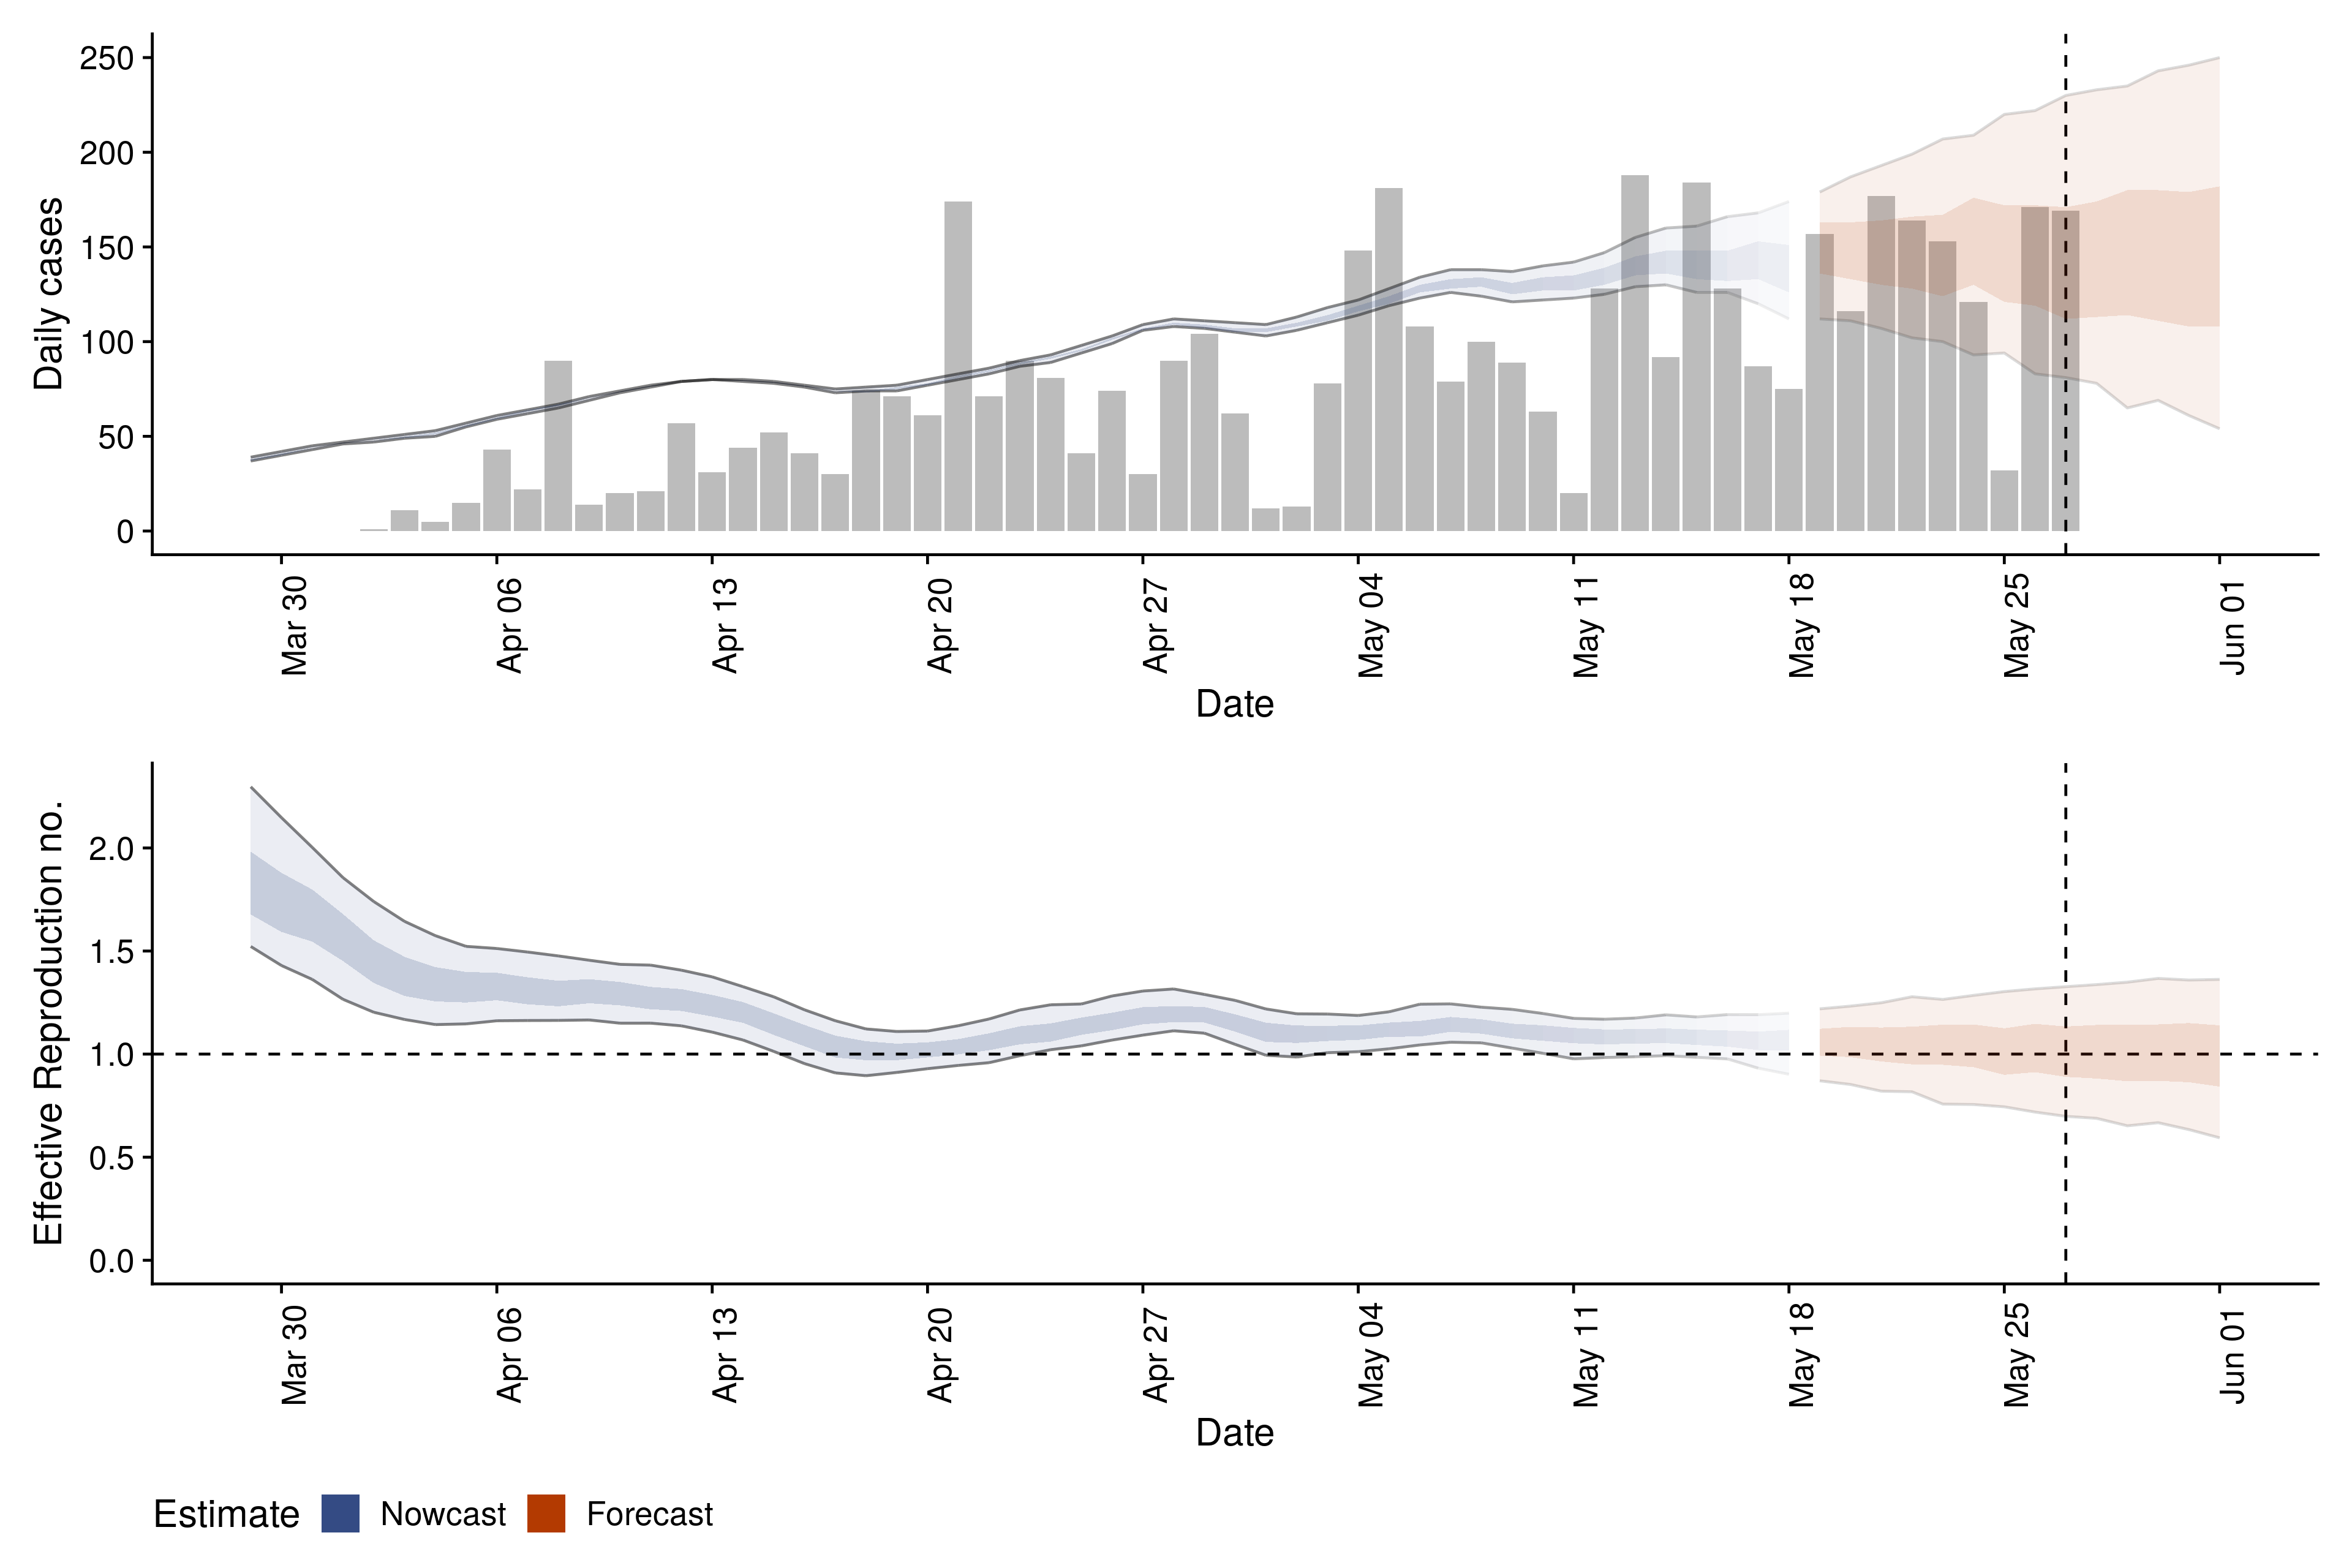 250
200
150
100
50
0
Daily cases
Mar 30
Apr 06
Apr 13
Apr 20
Apr 27
May 04
May 11
May 18
May 25
Jun 01
Date
2.0
1.5
1.0
0.5
0.0
Effective Reproduction no.
Mar 30
Apr 06
Apr 13
Apr 20
Apr 27
May 04
May 11
May 18
May 25
Jun 01
Date
Estimate Nowcast Forecast